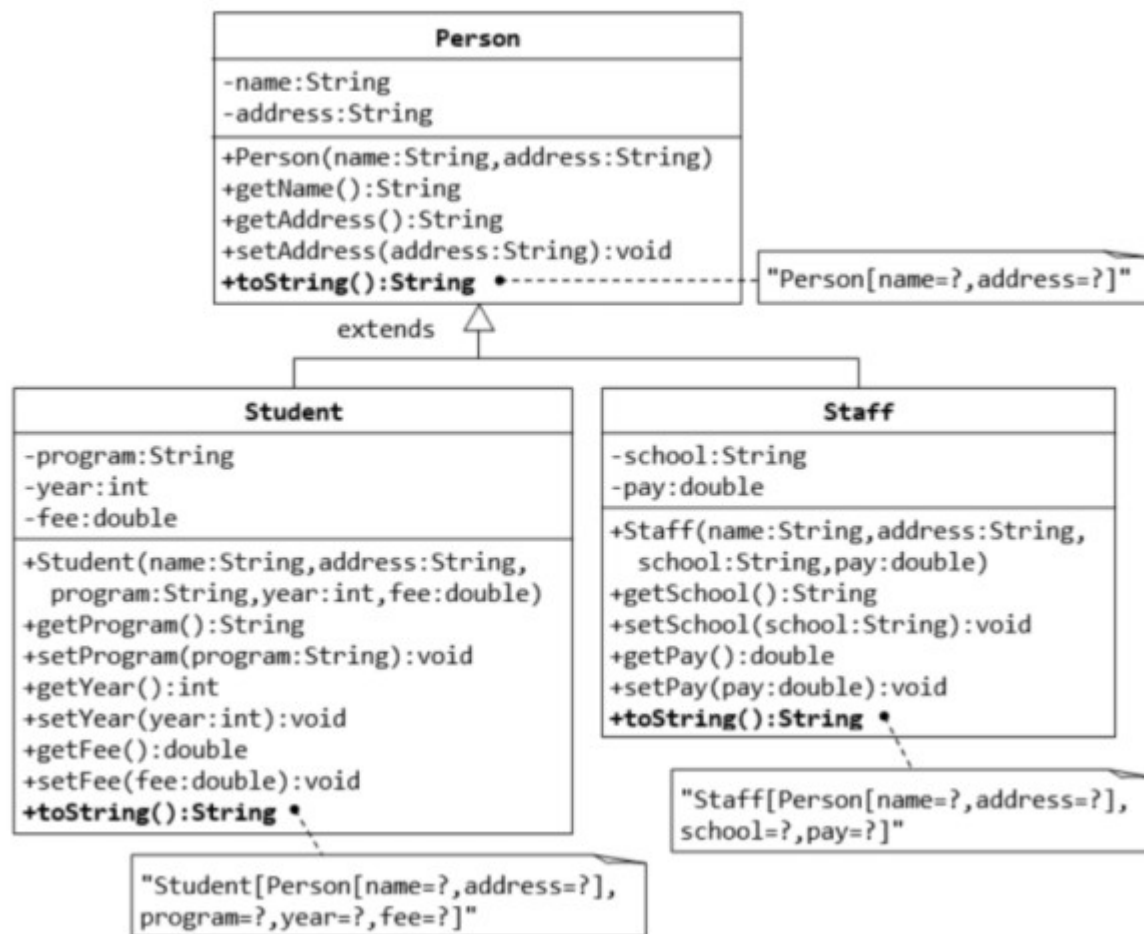 Person
-name:String
-address:String
+Person(name:String,address:String)
+getName():String
+getAddress():String
+setAddress(address:String):void
+toString():String
"Person[name=?,address=?]"
extends
Student
-program:String
-year:int
-fee:double
+Student(name:String,address:String,
program:String,year:int,fee:double)
+getProgram():String
+setProgram(program:String):void
+getYear():int
+setYear(year:int):void
+getFee():double
+setFee(fee:double):void
+toString():String
"Student[Person[name=?,address=?],
program=?,year=?,fee=?]"
Staff
-school:String
-pay:double
+Staff(name:String,address:String,
school:String,pay:double)
+getSchool():String
+setSchool(school:String):void
+getPay():double
+setPay(pay:double):void
+toString():String
"Staff[Person[name=?,address=?],
school=?,pay=?]"